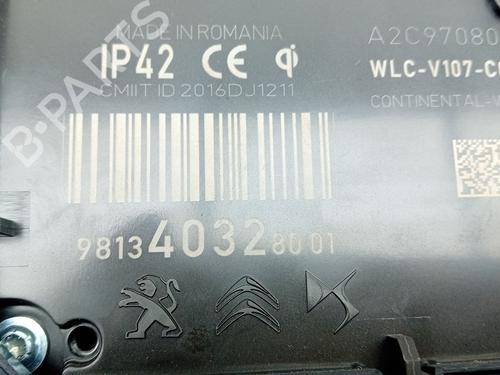 MADE IN ROMANIA
IP42 CE
CMIIT ID 2016DJ1211
A2C97080
WLC-V107-C
CONTINENTAL-
9813403280 01
B-PARTS